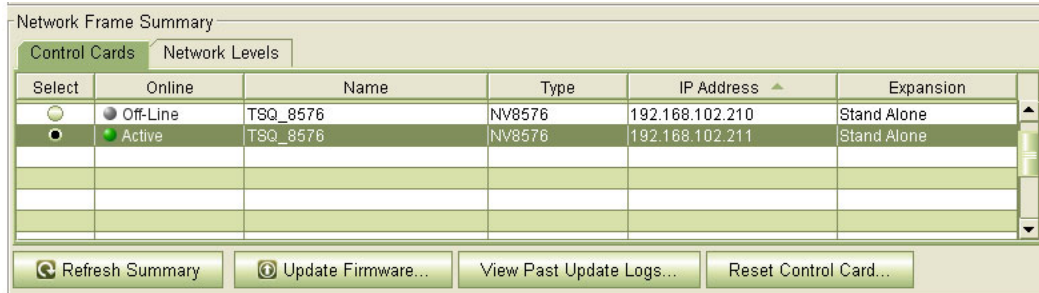 Network Frame Summary
Control Cards Network Levels
Select Online Name Type IP Address Expansion
Off-Line TSQ_8576 NV8576 192.168.102.210 Stand Alone
Active TSQ_8576 NV8576 192.168.102.211 Stand Alone
Refresh Summary Update Firmware... View Past Update Logs... Reset Control Card...